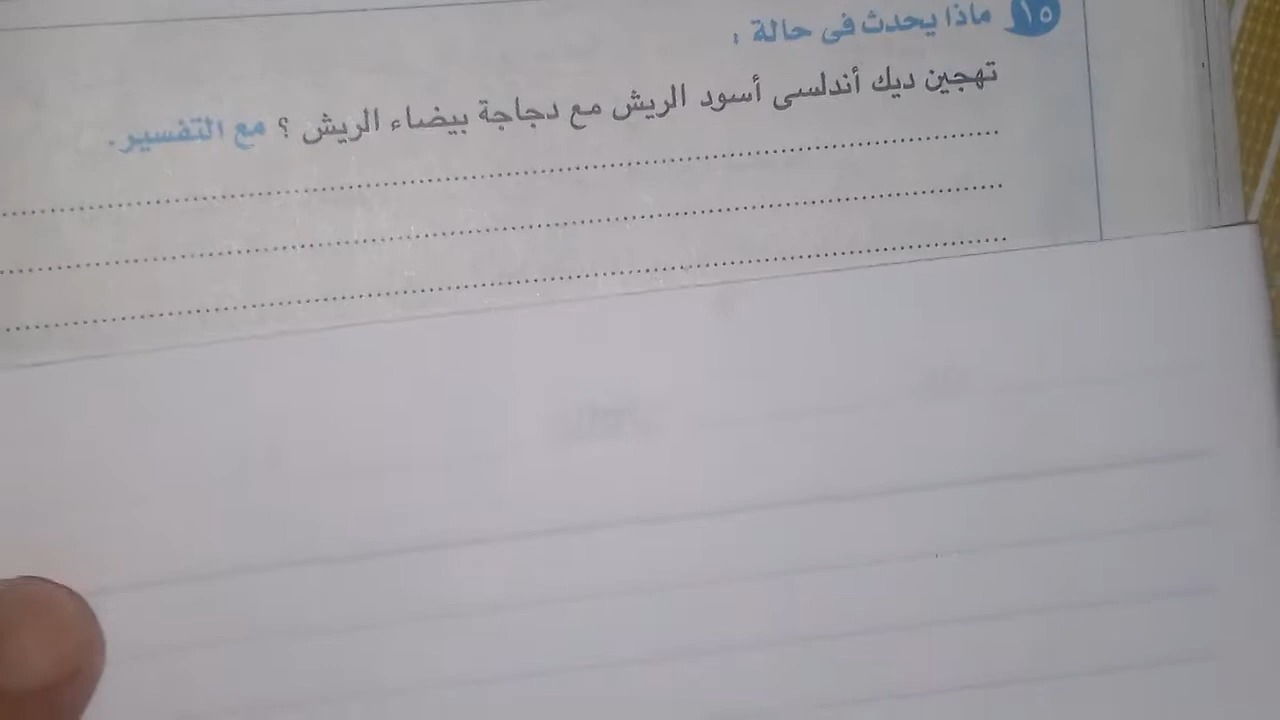 ١٥ ماذا يحدث فى حالة :
تهجين ديك أندلسى أسود الريش مع دجاجة بيضاء الريش ؟ مع التفسير.